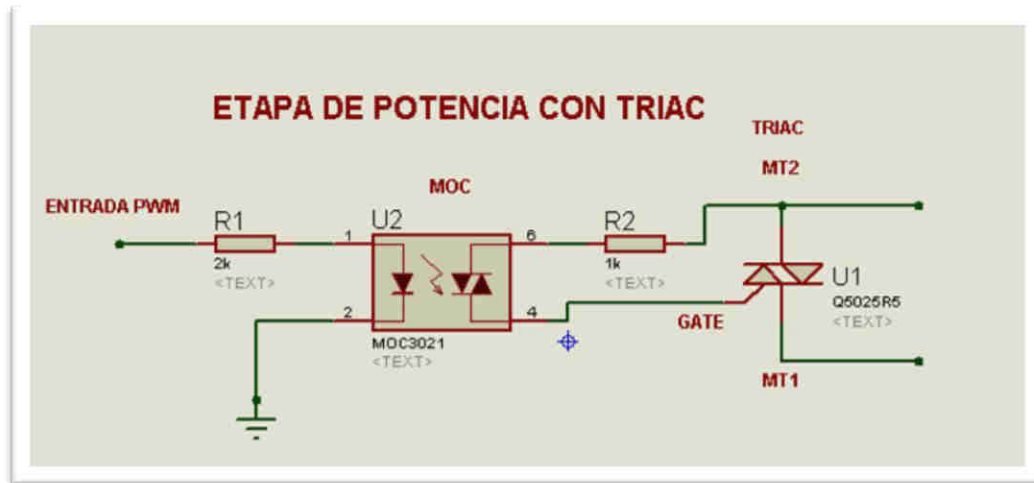 ETAPA DE POTENCIA CON TRIAC
TRIAC
MT2
MOC
ENTRADA PWM
R1
U2
R2
1
6
2k
1k
<TEXT>
<TEXT>
U1
Q5025R5
<TEXT>
2
4
GATE
MOC3021
<TEXT>
MT1